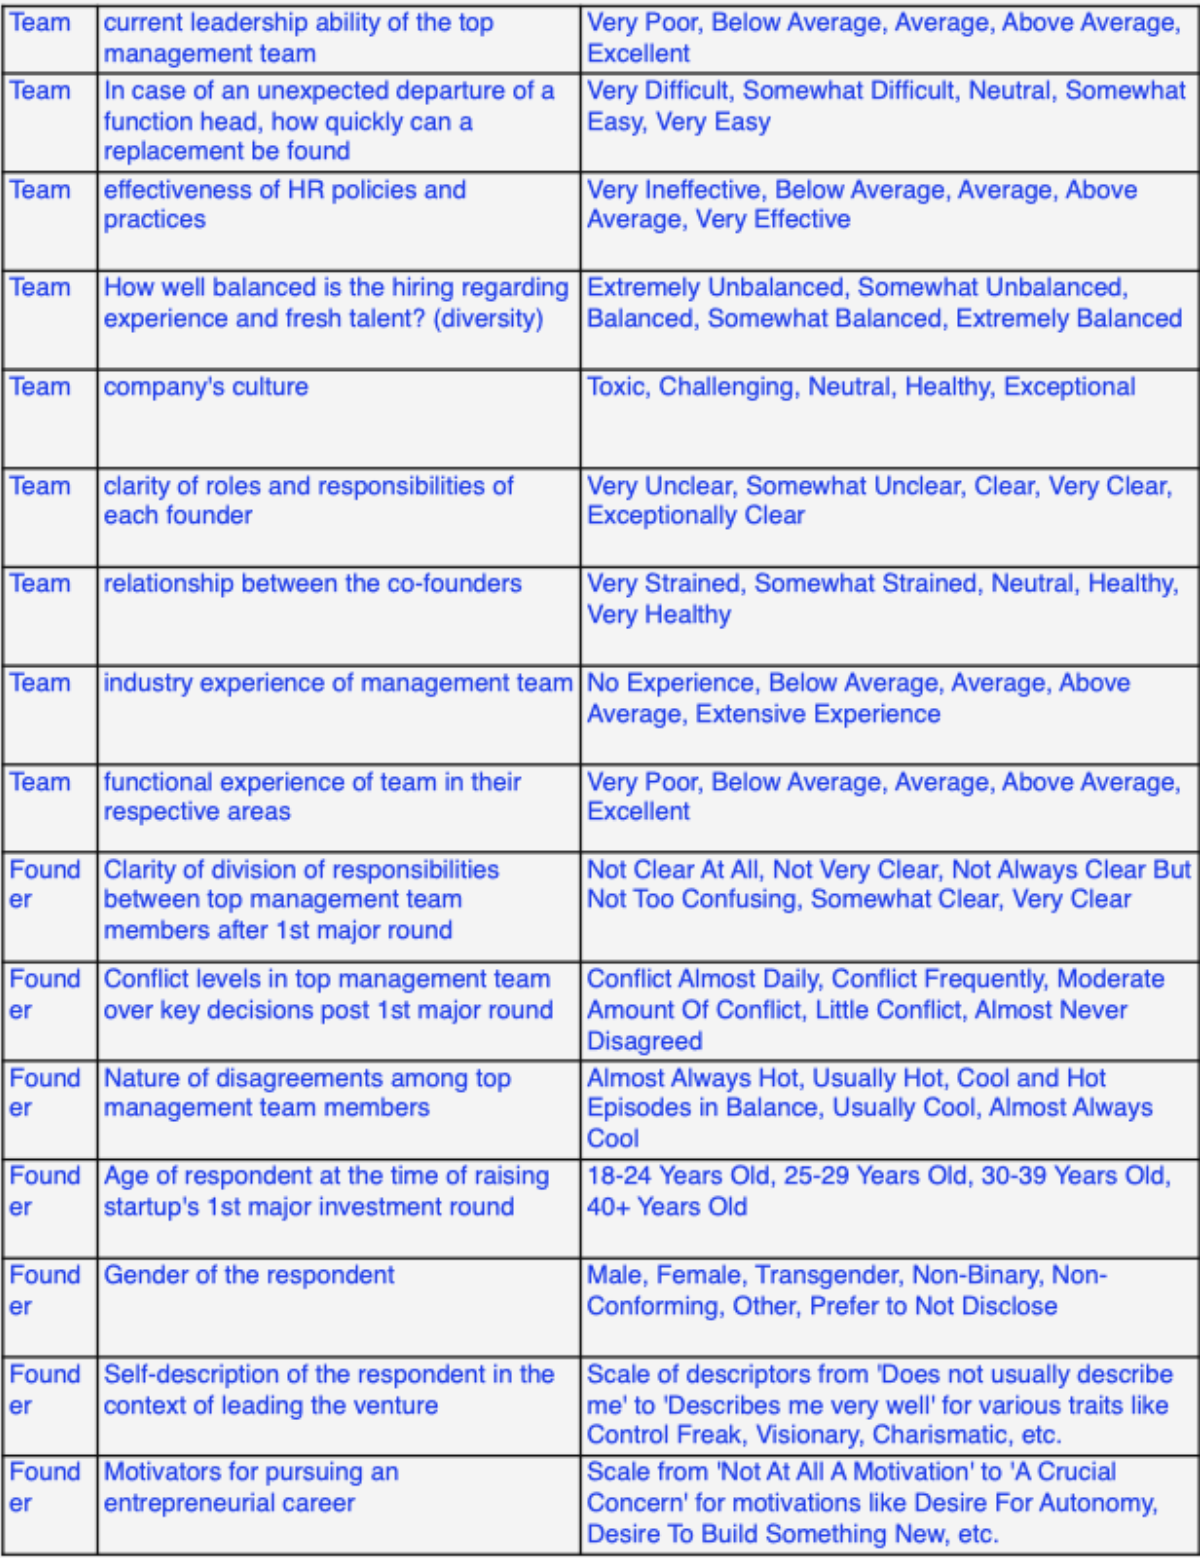 Team current leadership ability of the top Very Poor, Below Average, Average, Above Average,
management team Excellent
Team In case of an unexpected departure of a Very Difficult, Somewhat Difficult, Neutral, Somewhat
function head, how quickly can a Easy, Very Easy
replacement be found
Team effectiveness of HR policies and Very Ineffective, Below Average, Average, Above
practices Average, Very Effective
Team How well balanced is the hiring regarding Extremely Unbalanced, Somewhat Unbalanced,
experience and fresh talent? (diversity) Balanced, Somewhat Balanced, Extremely Balanced
Team company's culture Toxic, Challenging, Neutral, Healthy, Exceptional
Team clarity of roles and responsibilities of Very Unclear, Somewhat Unclear, Clear, Very Clear,
each founder Exceptionally Clear
Team relationship between the co-founders Very Strained, Somewhat Strained, Neutral, Healthy,
Very Healthy
Team industry experience of management team No Experience, Below Average, Average, Above
Average, Extensive Experience
Team functional experience of team in their Very Poor, Below Average, Average, Above Average,
respective areas Excellent
Found Clarity of division of responsibilities Not Clear At All, Not Very Clear, Not Always Clear But
er between top management team Not Too Confusing, Somewhat Clear, Very Clear
members after 1st major round
Found Conflict levels in top management team Conflict Almost Daily, Conflict Frequently, Moderate
er over key decisions post 1st major round Amount Of Conflict, Little Conflict, Almost Never
Disagreed
Found Nature of disagreements among top Almost Always Hot, Usually Hot, Cool and Hot
er management team members Episodes in Balance, Usually Cool, Almost Always
Cool
Found Age of respondent at the time of raising 18-24 Years Old, 25-29 Years Old, 30-39 Years Old,
er startup's 1st major investment round 40+ Years Old
Found Gender of the respondent Male, Female, Transgender, Non-Binary, Non-
er Conforming, Other, Prefer to Not Disclose
Found Self-description of the respondent in the Scale of descriptors from 'Does not usually describe
er context of leading the venture me' to 'Describes me very well' for various traits like
Control Freak, Visionary, Charismatic, etc.
Found Motivators for pursuing an Scale from 'Not At All A Motivation' to 'A Crucial
er entrepreneurial career Concern' for motivations like Desire For Autonomy,
Desire To Build Something New, etc.